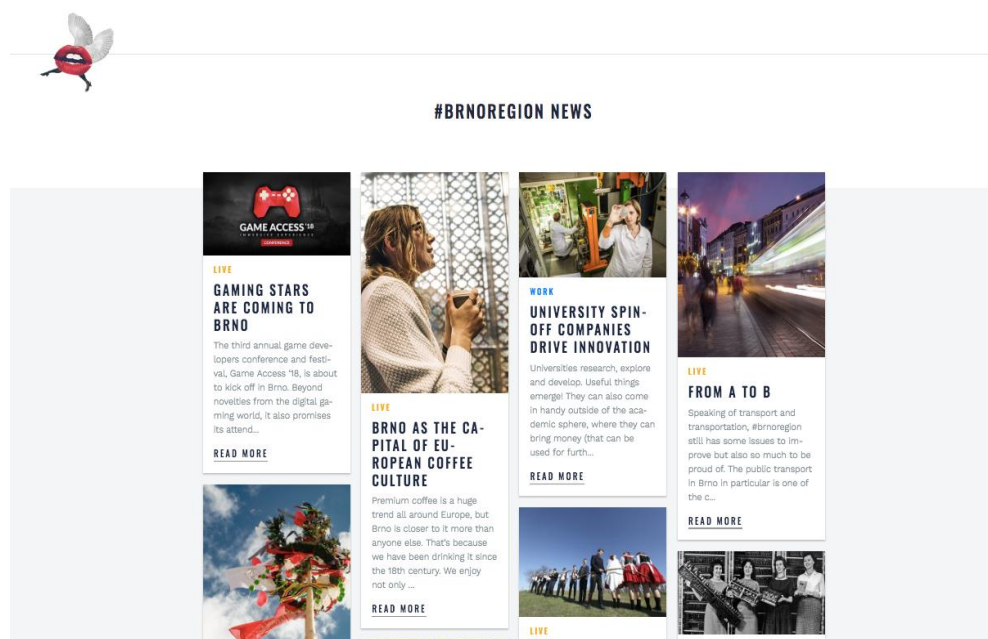 #BRNOREGION NEWS
GAME ACCESS '18
IMMERSIVE EXPERIENCE
CONFERENCE
LIVE
GAMING STARS
ARE COMING TO
BRNO
The third annual game deve-
lopers conference and festi-
val, Game Access '18, is about
to kick off in Brno. Beyond
novelties from the digital ga-
ming world, it also promises
its attend...
READ MORE
LIVE
BRNO AS THE CA-
PITAL OF EU-
ROPEAN COFFEE
CULTURE
Premium coffee is a huge
trend all around Europe, but
Brno is closer to it more than
anyone else. That's because
we have been drinking it since
the 18th century. We enjoy
not only ...
READ MORE
WORK
UNIVERSITY SPIN-
OFF COMPANIES
DRIVE INNOVATION
Universities research, explore
and develop. Useful things
emerge! They can also come
in handy outside of the aca-
demic sphere, where they can
bring money (that can be
used for furth...
READ MORE
LIVE
LIVE
FROM A TO B
Speaking of transport and
transportation, #brnoregion
still has some issues to im-
prove but also so much to be
proud of. The public transport
in Brno in particular is one of
the c...
READ MORE